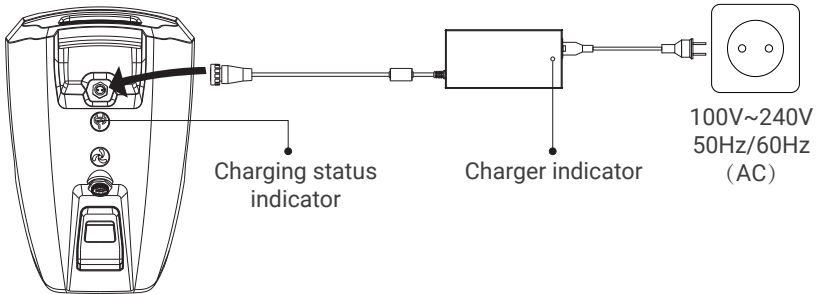 100V~240V
50Hz/60Hz
（AC）
Charging status
indicator
Charger indicator